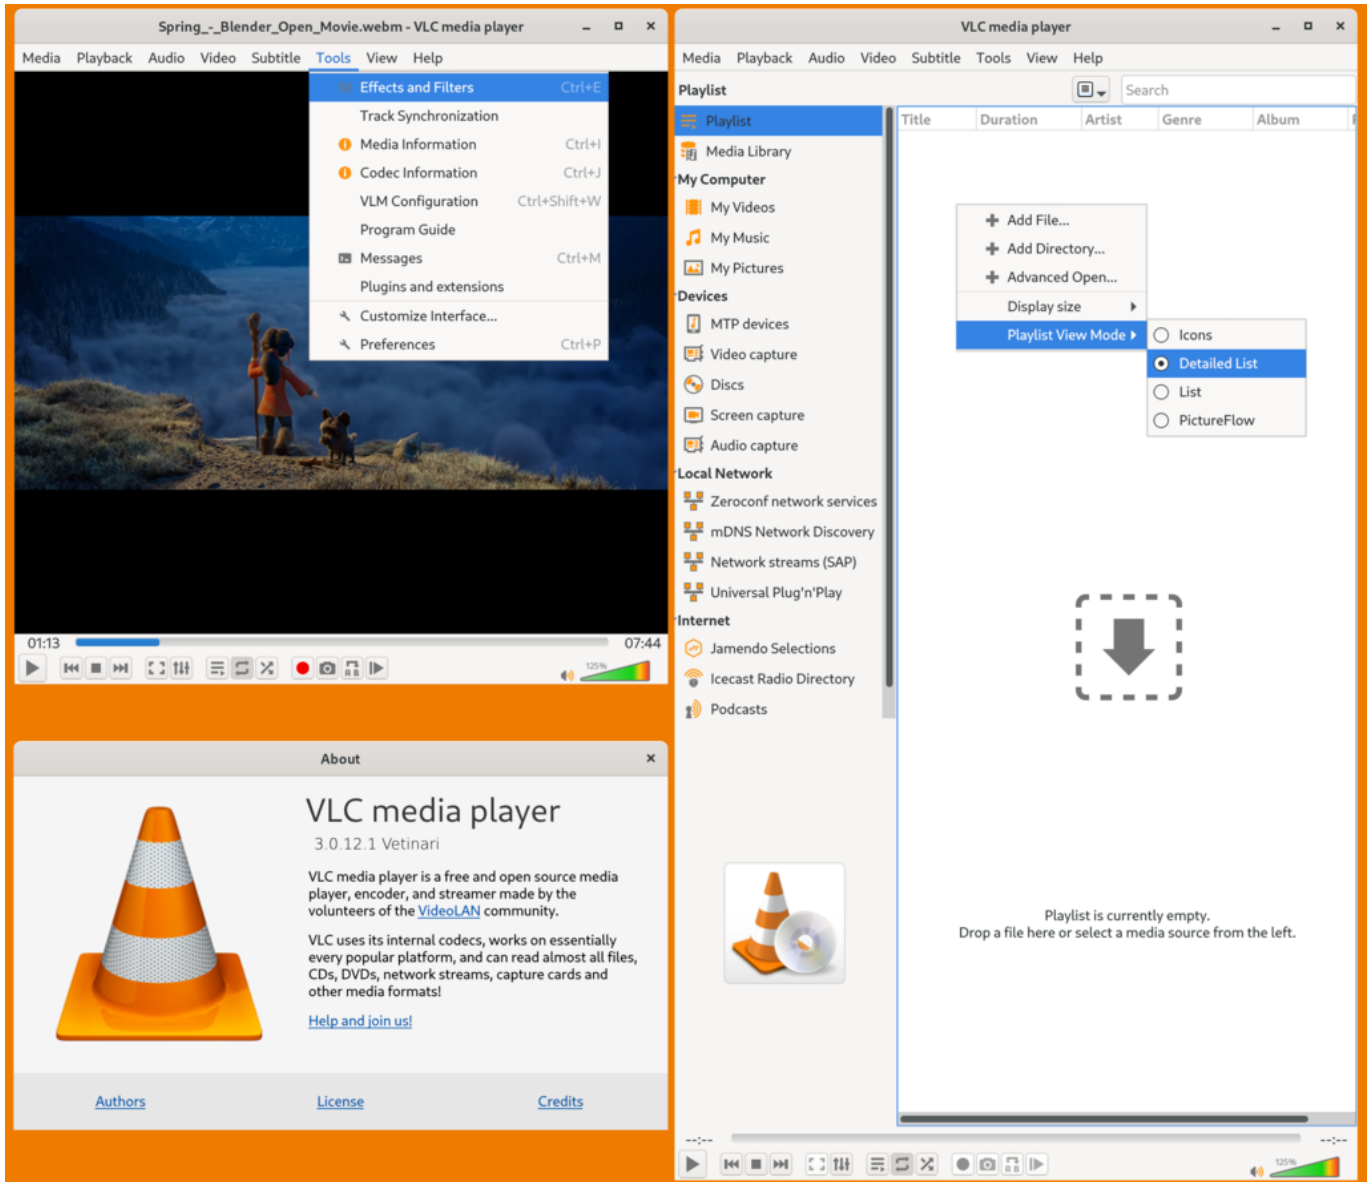 Spring_-_Blender_Open_Movie.webm - VLC media player
Media Playback Audio Video Subtitle Tools View Help
Effects and Filters Ctrl+E
Track Synchronization
Media Information Ctrl+I
Codec Information Ctrl+J
VLM Configuration Ctrl+Shift+W
Program Guide
Messages Ctrl+M
Plugins and extensions
Customize Interface...
Preferences Ctrl+P
01:13 07:44
125%
About
VLC media player
3.0.12.1 Vetinari
VLC media player is a free and open source media
player, encoder, and streamer made by the
volunteers of the VideoLAN community.
VLC uses its internal codecs, works on essentially
every popular platform, and can read almost all files,
CDs, DVDs, network streams, capture cards and
other media formats!
Help and join us!
Authors License Credits
VLC media player
Media Playback Audio Video Subtitle Tools View Help
Playlist
Search
Playlist
Media Library
My Computer
My Videos
My Music
My Pictures
Devices
MTP devices
Video capture
Discs
Screen capture
Audio capture
Local Network
Zeroconf network services
mDNS Network Discovery
Network streams (SAP)
Universal Plug'n'Play
Internet
Jamendo Selections
Icecast Radio Directory
Podcasts
Title Duration Artist Genre Album
Add File...
Add Directory...
Advanced Open...
Display size
Playlist View Mode
Icons
Detailed List
List
PictureFlow
Playlist is currently empty.
Drop a file here or select a media source from the left.
--:-- --:--
125%